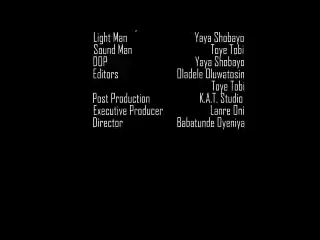 Light Man Yaya Shobayo
Sound Man Toye Tobi
DOP Yaya Shobayo
Editors Oladele Oluwatosin
Toye Tobi
Post Production K.A.T. Studio
Executive Producer Lanre Oni
Director Babatunde Oyeniya